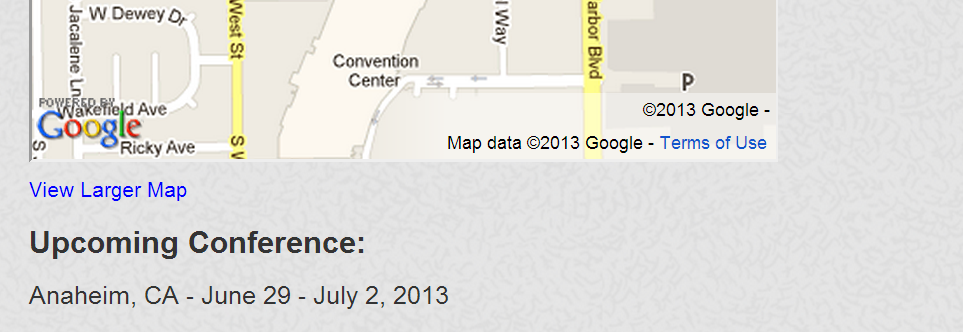 W Dewey Dr
Jacalene Ln
West St
l Way
arbor Blvd
Convention
Center
P
POWERED BY
Google
Wakefield Ave
Ricky Ave
S
S W
©2013 Google -
Map data ©2013 Google - Terms of Use
View Larger Map
Upcoming Conference:
Anaheim, CA - June 29 - July 2, 2013